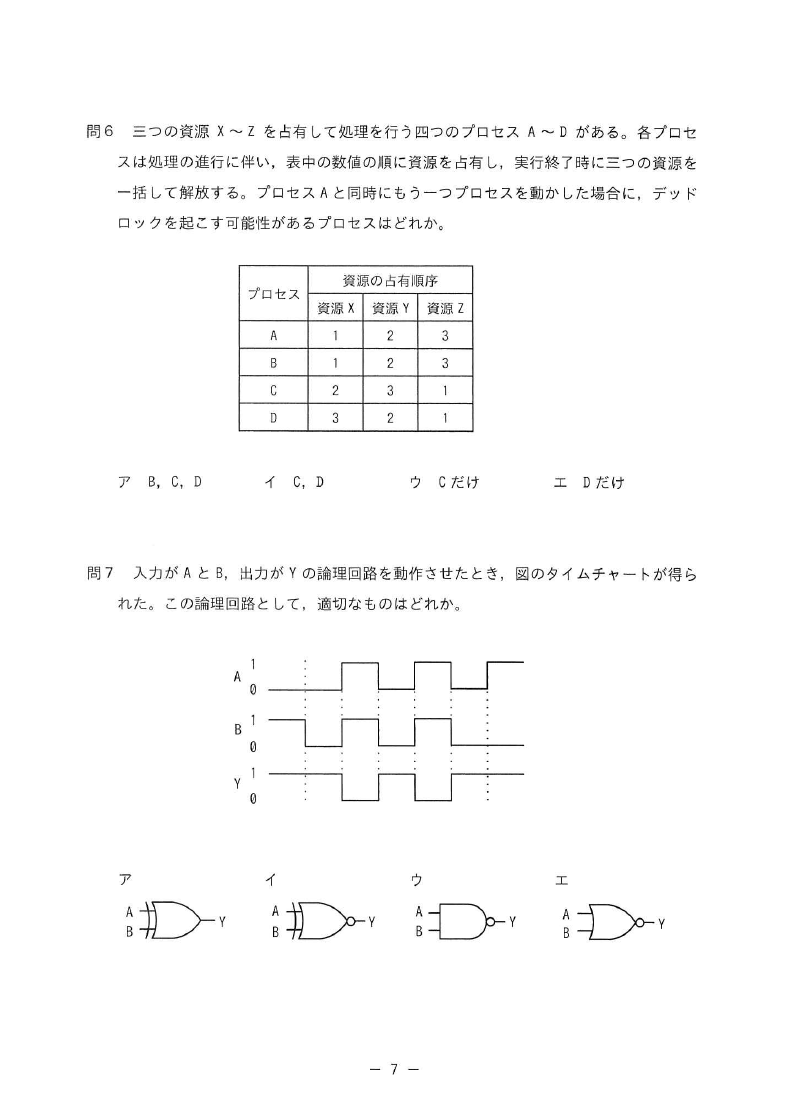 問6 三つの資源 X ~ Z を占有して処理を行う四つのプロセス A ~ D がある。各プロセ
スは処理の進行に伴い，表中の数値の順に資源を占有し，実行終了時に三つの資源を
一括して解放する。プロセス A と同時にもう一つプロセスを動かした場合に，デッド
ロックを起こす可能性があるプロセスはどれか。
プロセス 資源の占有順序
資源 X 資源 Y 資源 Z
A 1 2 3
B 1 2 3
C 2 3 1
D 3 2 1
ア B, C, D イ C, D ウ C だけ エ D だけ
問7 入力が A と B，出力が Y の論理回路を動作させたとき，図のタイムチャートが得ら
れた。この論理回路として，適切なものはどれか。
A 1
0
B 1
0
Y 1
0
ア イ ウ エ
A B Y A B Y A B Y A B Y
− 7 −